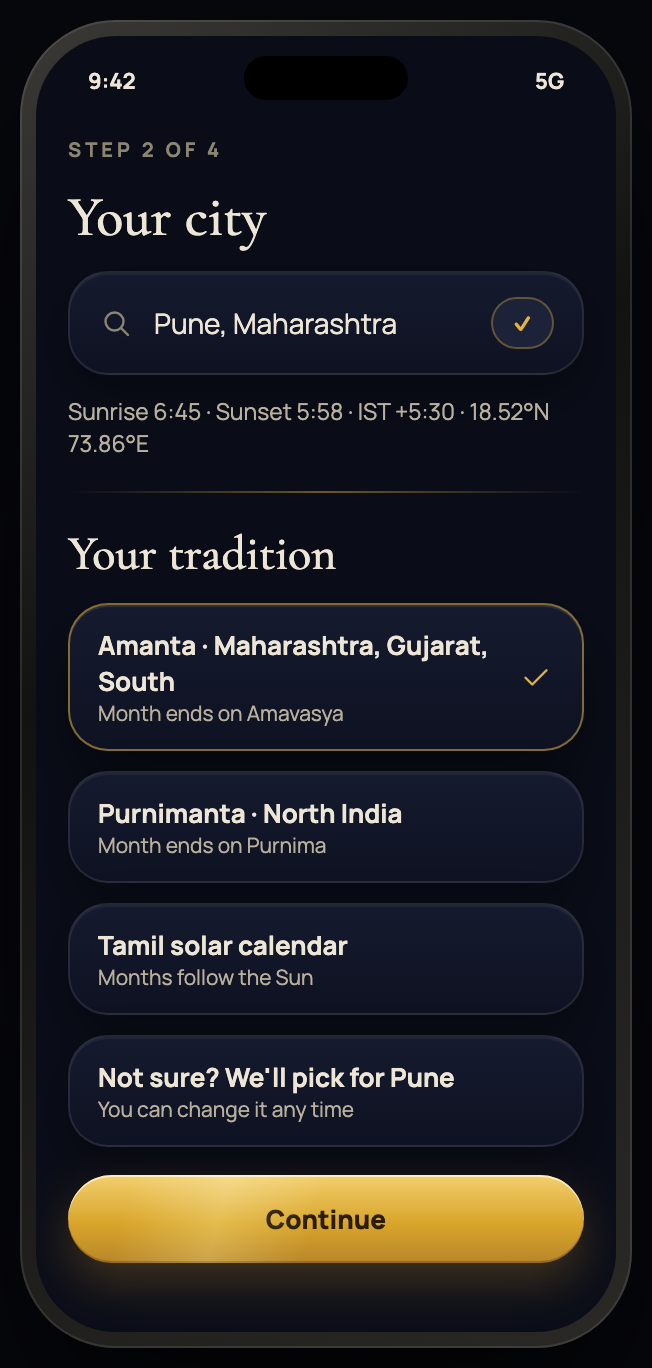 9:42
5G
STEP 2 OF 4
Your city
Pune, Maharashtra
Sunrise 6:45 · Sunset 5:58 · IST +5:30 · 18.52°N
73.86°E
Your tradition
Amanta · Maharashtra, Gujarat,
South
Month ends on Amavasya
Purnimanta · North India
Month ends on Purnima
Tamil solar calendar
Months follow the Sun
Not sure? We'll pick for Pune
You can change it any time
Continue